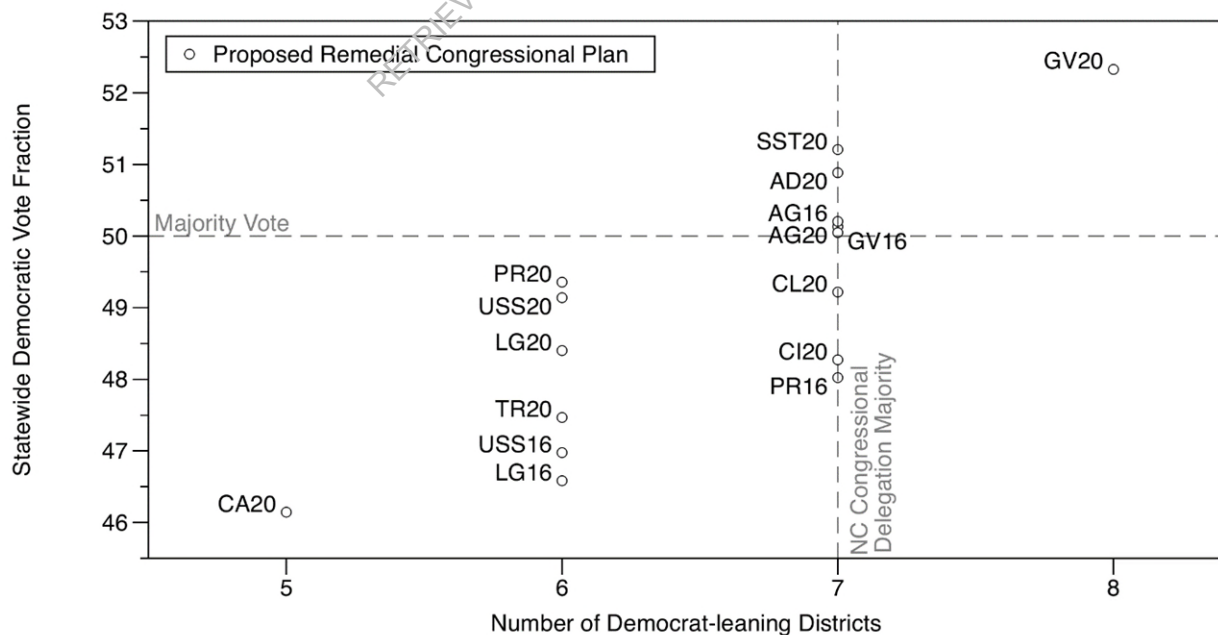 53
52
51
50
49
48
47
46
Statewide Democratic Vote Fraction
Proposed Remedial Congressional Plan
GV20
SST20
AD20
AG16
Majority Vote
AG20
GV16
PR20
CL20
USS20
LG20
CI20
PR16
TR20
USS16
LG16
CA20
NC Congressional
Delegation Majority
5 6 7 8
Number of Democrat-leaning Districts